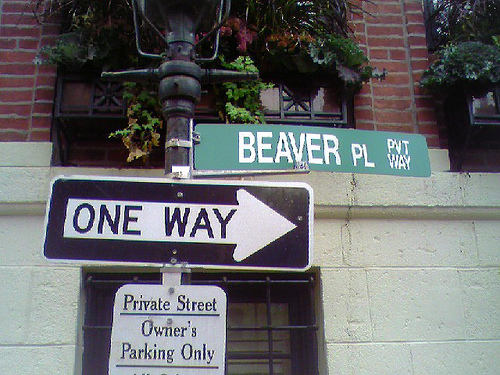 BEAVER PL PVT WAY
ONE WAY
Private Street
Owner's
Parking Only